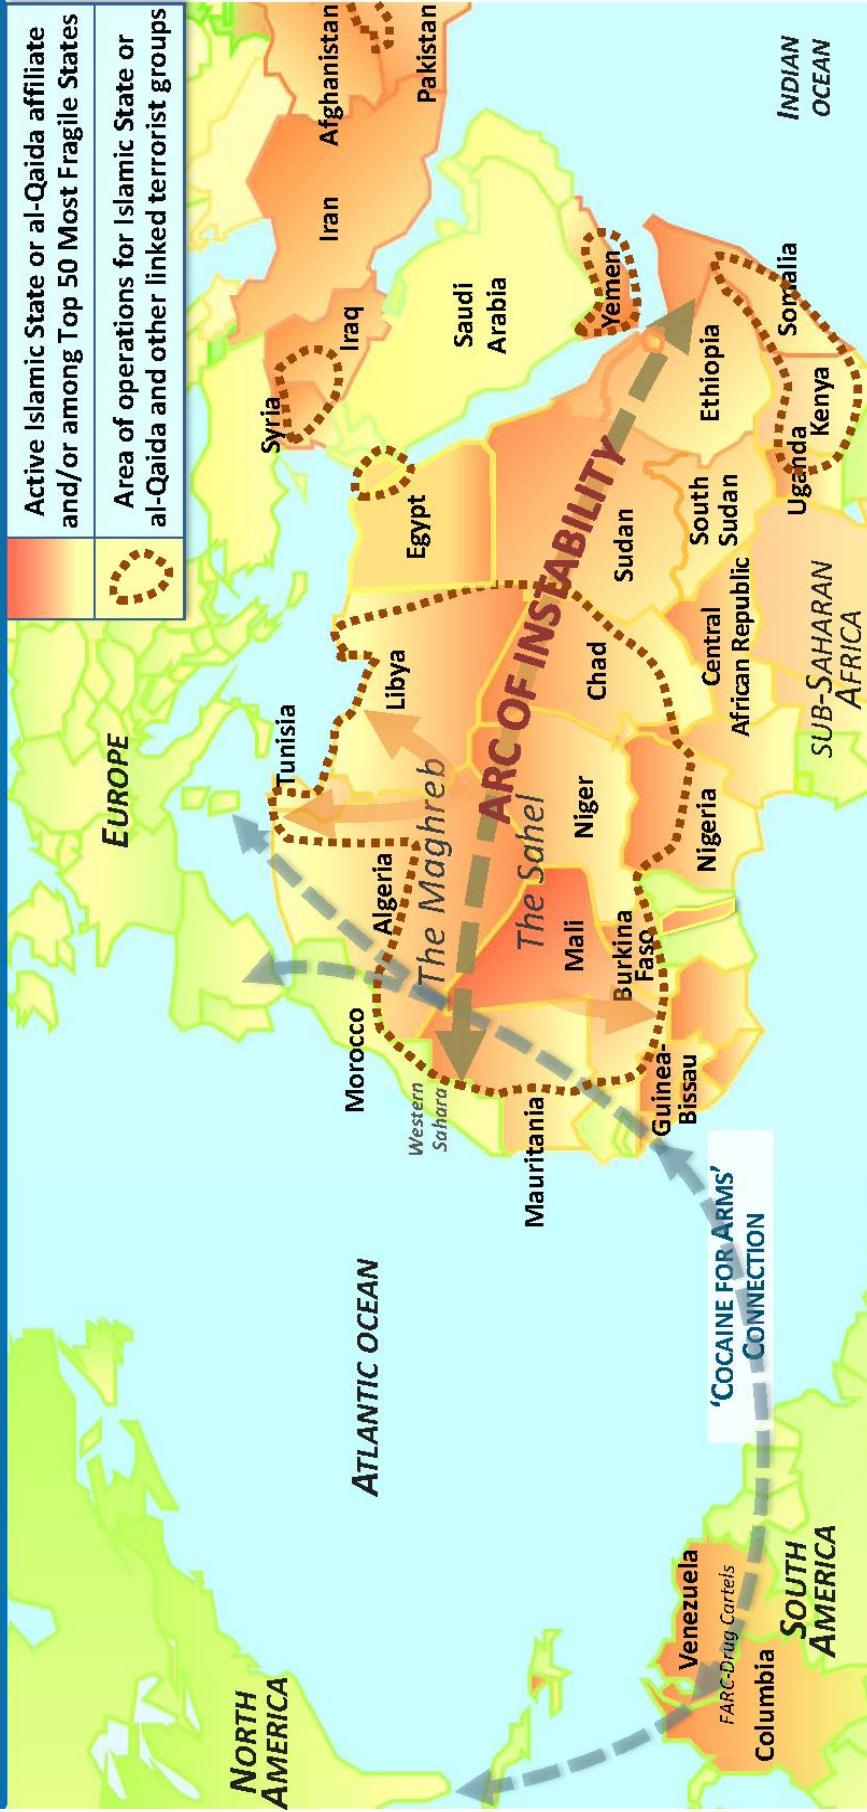 Active Islamic State or al-Qaida affiliate
and/or among Top 50 Most Fragile States
Area of operations for Islamic State or
al-Qaida and other linked terrorist groups
NORTH
AMERICA
ATLANTIC OCEAN
EUROPE
Venezuela
FARC-Drug Cartels
Columbia
SOUTH
AMERICA
'COCAINE FOR ARMS'
CONNECTION
Morocco
Western
Sahara
Mauritania
Guinea-
Bissau
Algeria
Tunisia
Libya
Egypt
The Maghreb
The Sahel
ARC OF INSTABILITY
Mali
Burkina
Faso
Niger
Nigeria
Chad
Central
African Republic
Sudan
South
Sudan
Ethiopia
Uganda
Kenya
Somalia
SUB-SAHARAN
AFRICA
Syria
Iraq
Iran
Afghanistan
Pakistan
Saudi
Arabia
Yemen
INDIAN
OCEAN